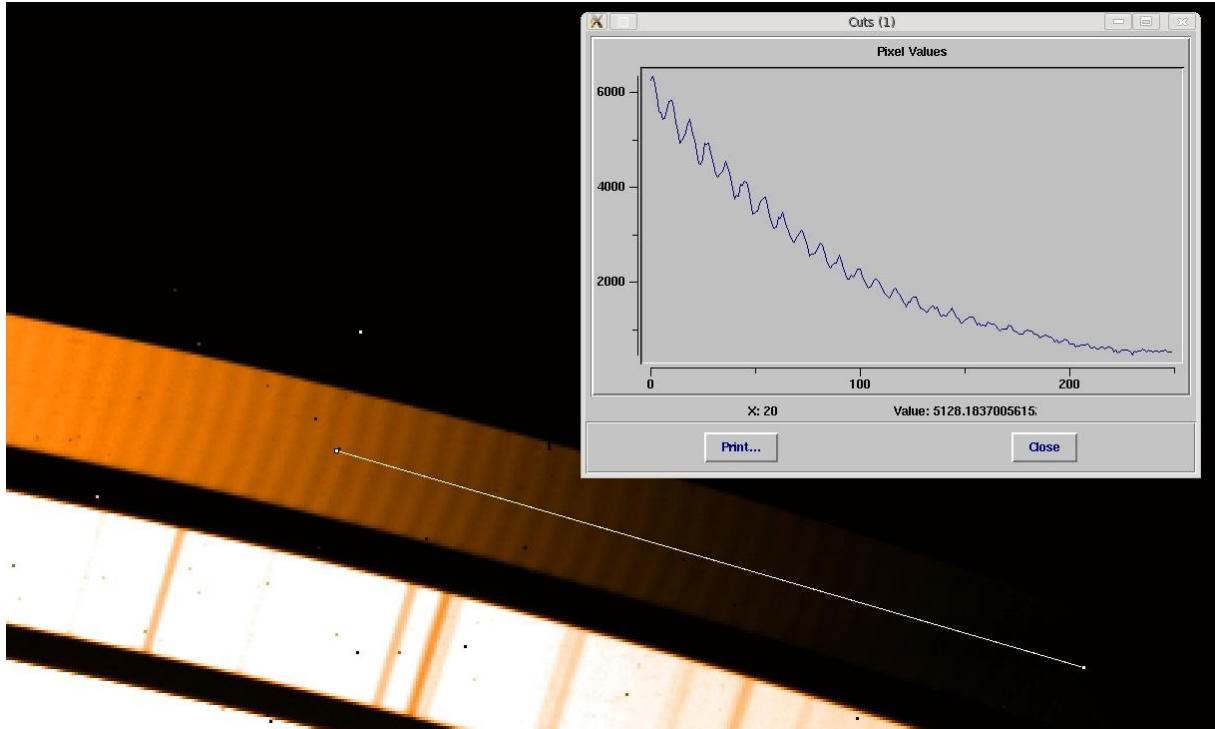 Cuts (1)
Pixel Values
6000
4000
2000
0 100 200
X: 20 Value: 5128.1837005615
Print... Close